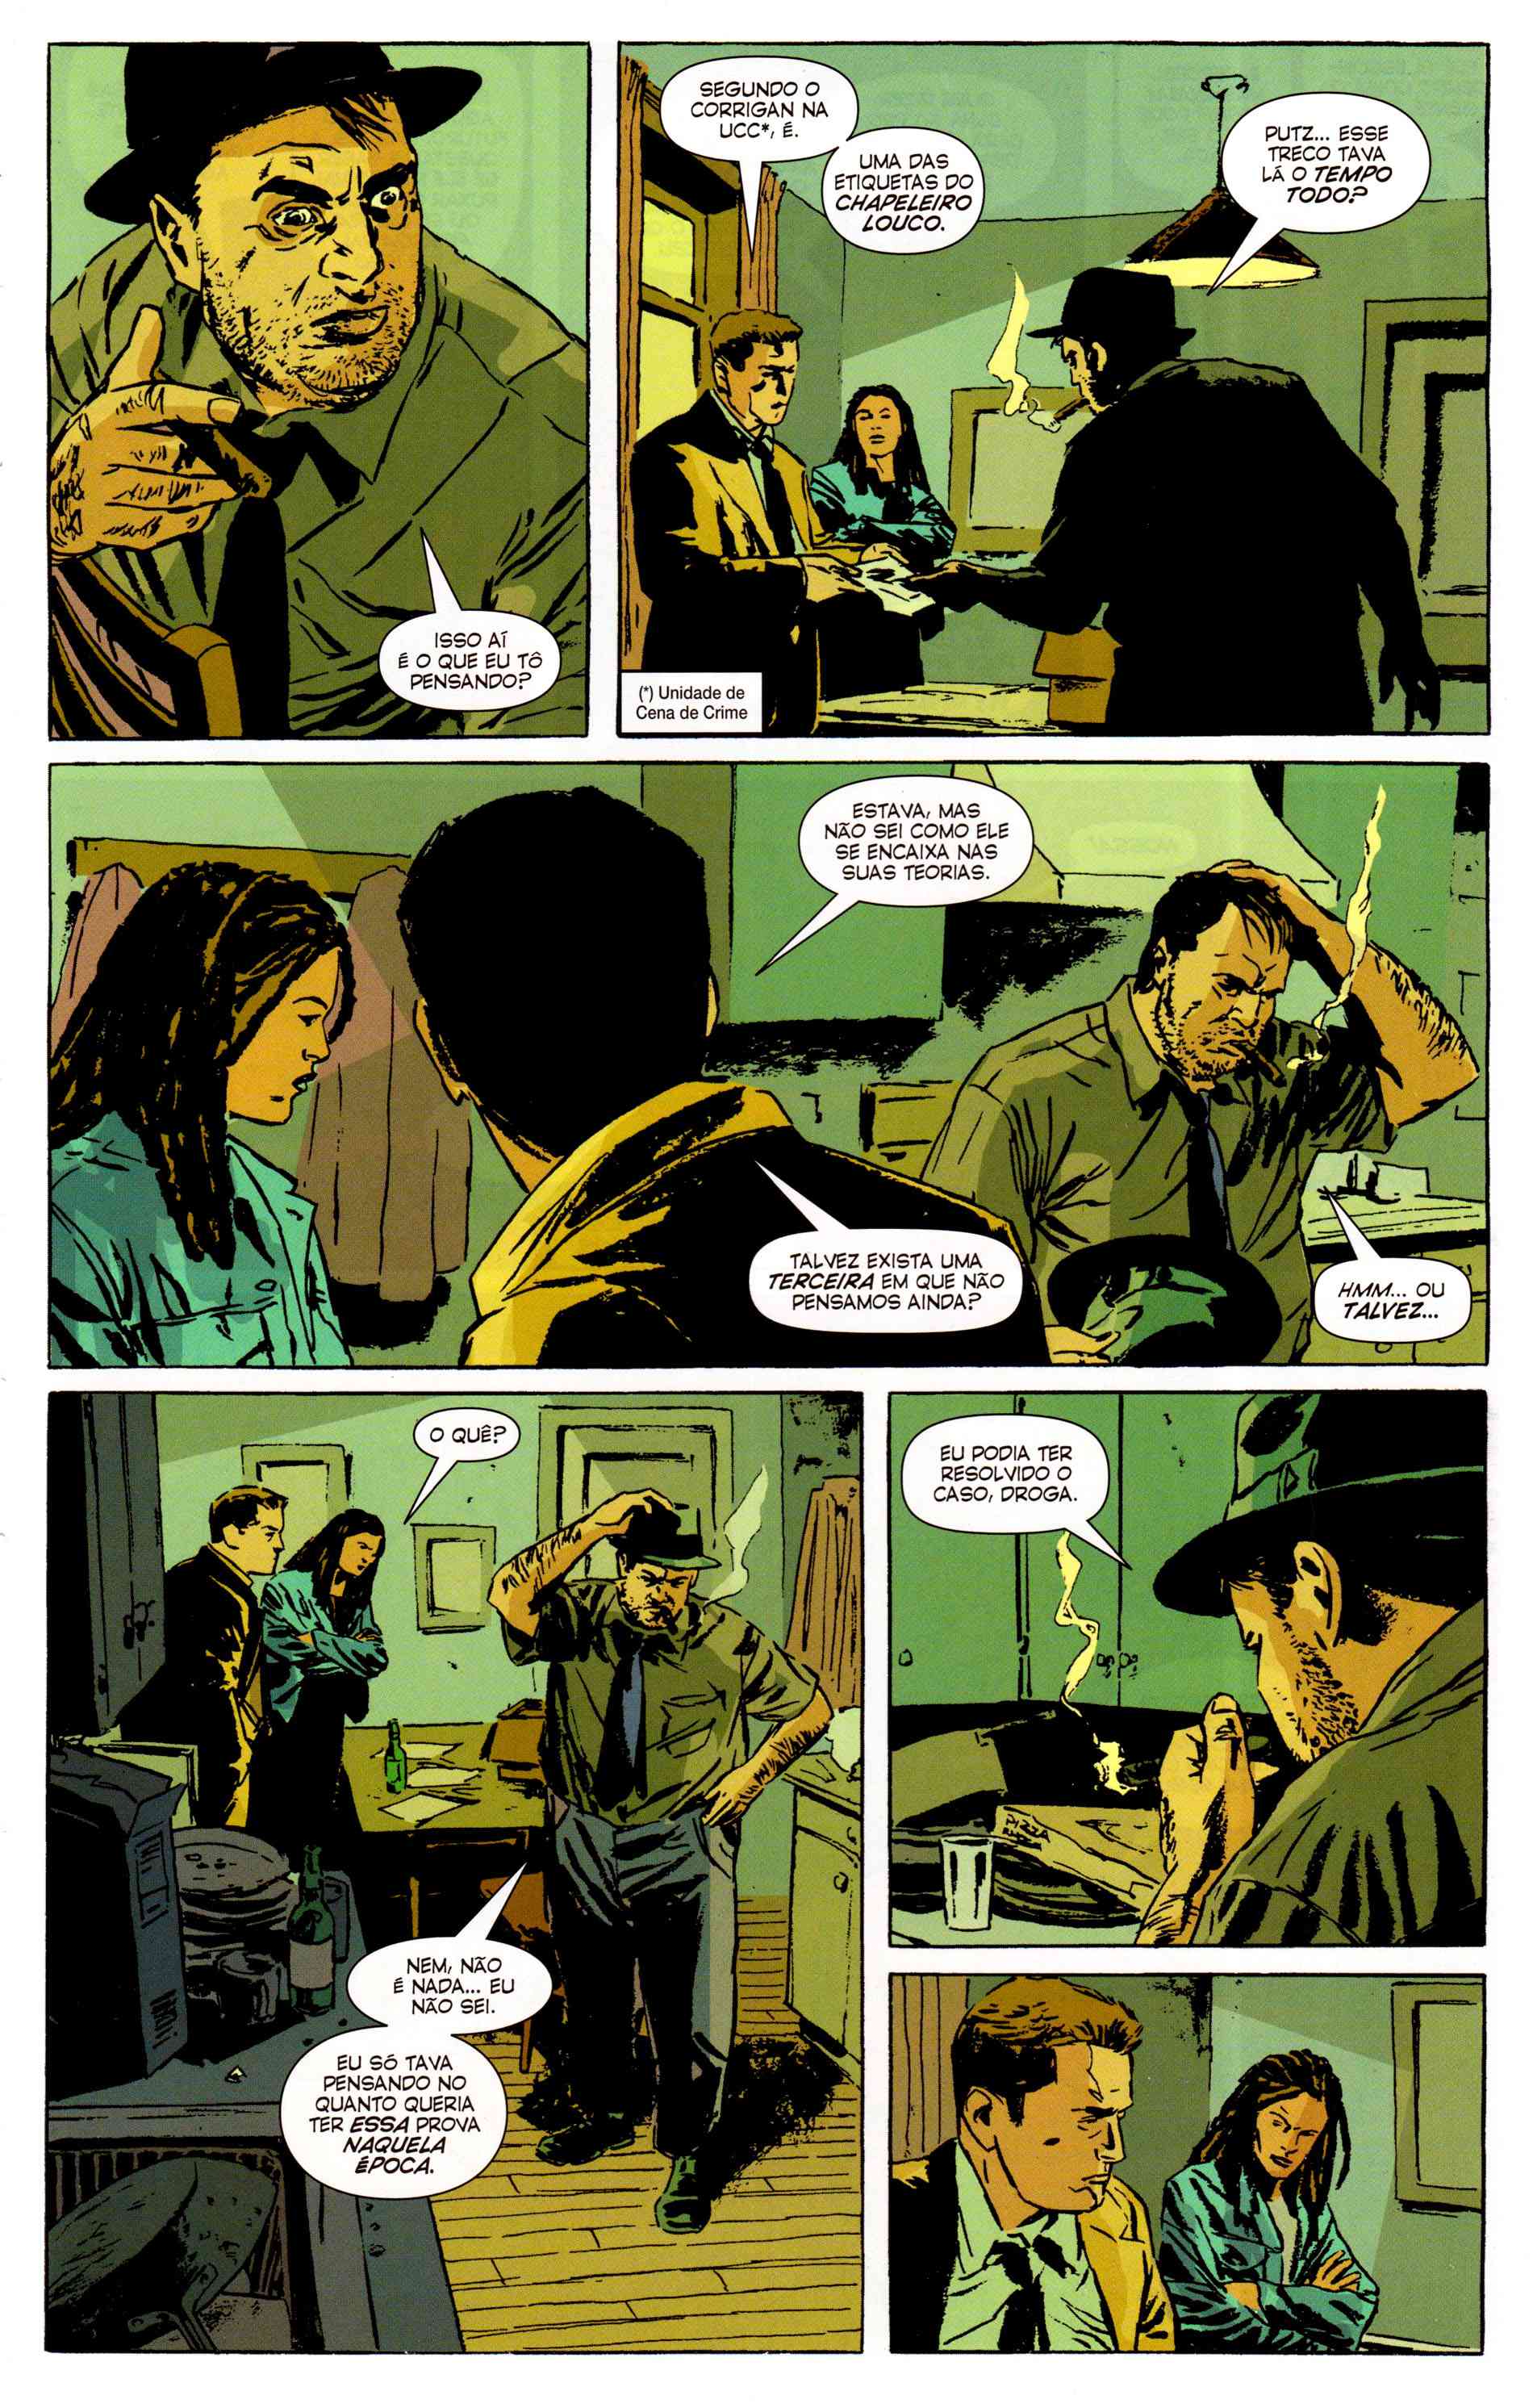 ISSO AÍ
É O QUE EU TÔ
PENSANDO?
SEGUNDO O
CORRIGAN NA
UCC*, É.
UMA DAS
ETIQUETAS DO
CHAPELEIRO
LOUCO.
PUTZ... ESSE
TRECO TAVA
LÁ O TEMPO
TODO?
(*) Unidade de
Cena de Crime
ESTAVA, MAS
NÃO SEI COMO ELE
SE ENCAIXA NAS
SUAS TEORIAS.
TALVEZ EXISTA UMA
TERCEIRA EM QUE NÃO
PENSAMOS AINDA?
HMM... OU
TALVEZ...
O QUÊ?
NEM, NÃO
É NADA... EU
NÃO SEI.
EU SÓ TAVA
PENSANDO NO
QUANTO QUERIA
TER ESSA PROVA
NAQUELA
ÉPOCA.
EU PODIA TER
RESOLVIDO O
CASO, DROGA.
PIZZA